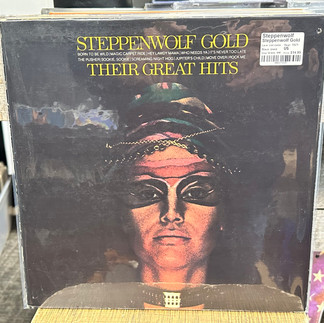 STEPPENWOLF GOLD
BORN TO BE WILD/MAGIC CARPET RIDE/HEY LAWDY MAMA/WHO NEEDS YA/IT'S NEVER TOO LATE
THE PUSHER/SOOKIE, SOOKIE/SCREAMING NIGHT HOG/JUPITER'S CHILD/MOVE OVER/ROCK ME
THEIR GREAT HITS
Steppenwolf
Steppenwolf Gold